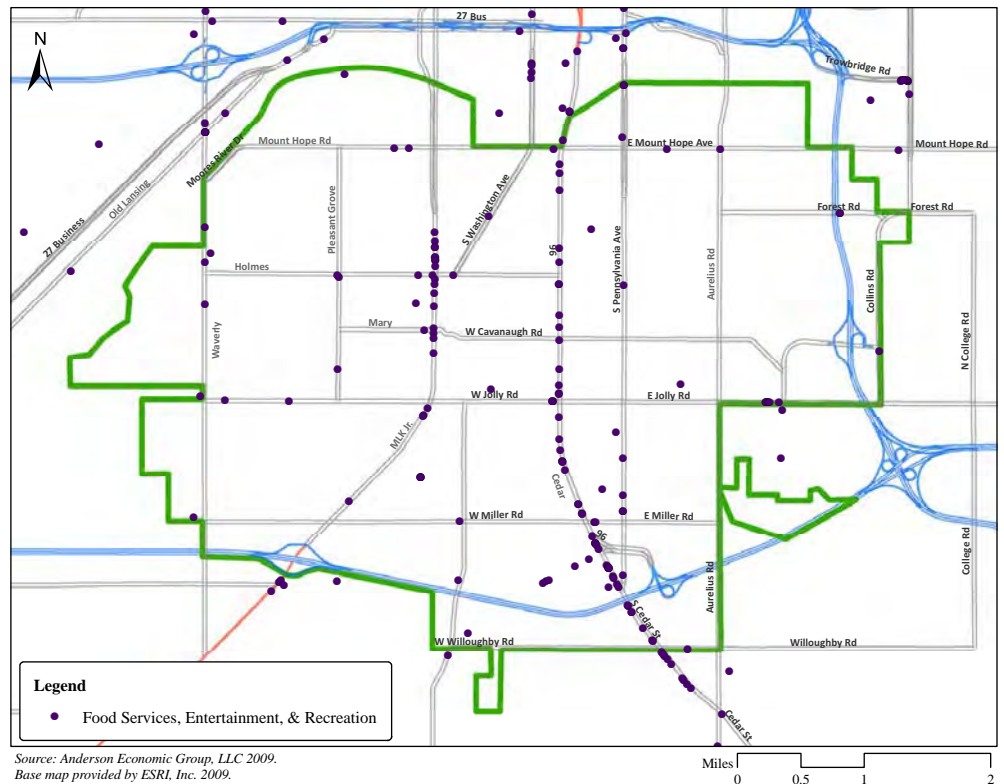 27 Bus
N
Trowbridge Rd
Mount Hope Rd
E Mount Hope Ave
Mount Hope Rd
Moores River Dr
Old Lansing
27 Business
Pleasant Grove
S Washington Ave
Forest Rd
Forest Rd
96
S Pennsylvania Ave
Aurelius Rd
Holmes
Collins Rd
Waverly
Mary
W Cavanaugh Rd
N College Rd
W Jolly Rd
E Jolly Rd
MLK Jr.
Cedar
W Miller Rd
E Miller Rd
96
College Rd
Aurelius Rd
S Cedar St
W Willoughby Rd
Willoughby Rd
Cedar St
Legend
Food Services, Entertainment, & Recreation
Source: Anderson Economic Group, LLC 2009.
Base map provided by ESRI, Inc. 2009.
Miles
0 0.5 1 2